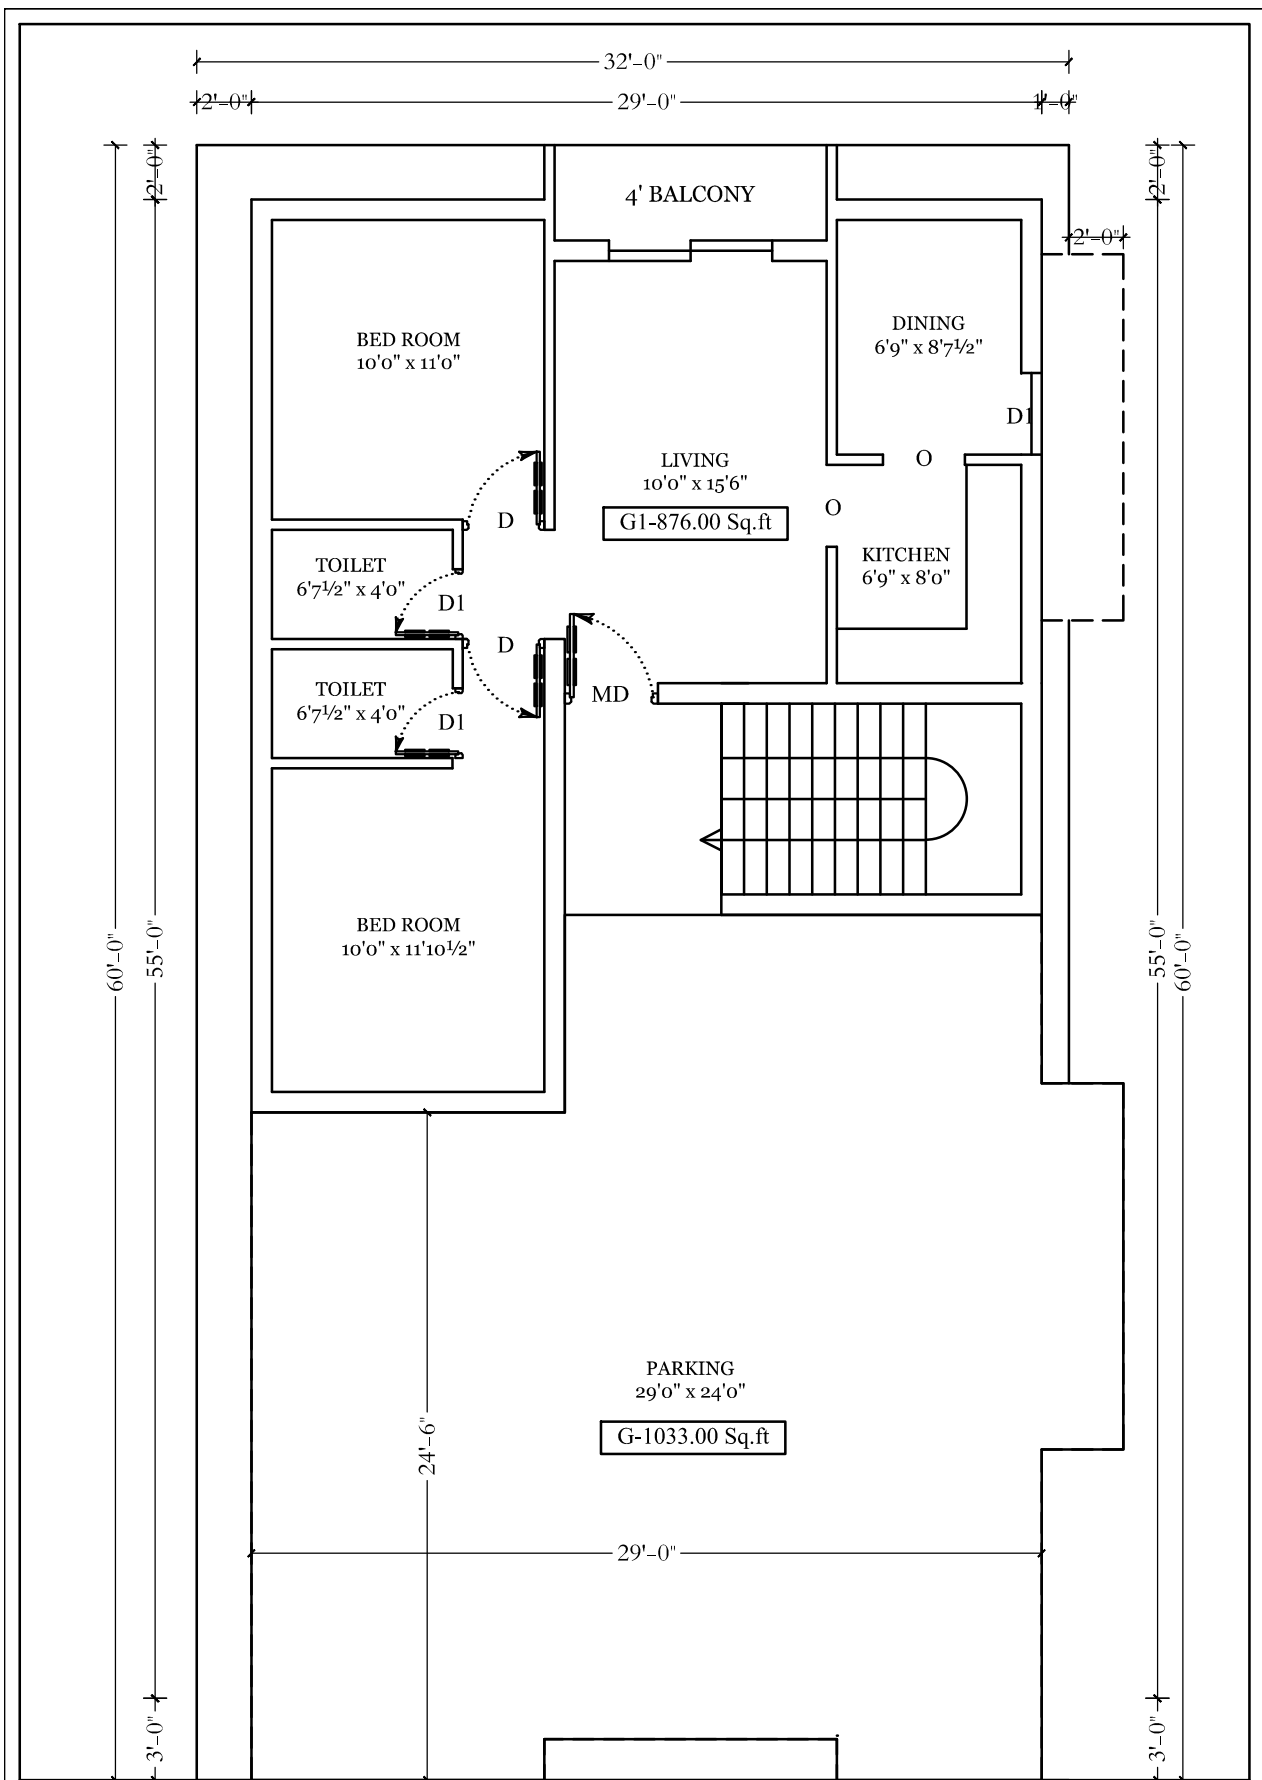 32'-0"
2'-0"
29'-0"
1'-0"
2'-0"
2'-0"
4' BALCONY
2'-0"
DINING
6'9" x 8'7½"
BED ROOM
10'0" x 11'0"
D1
LIVING
10'0" x 15'6"
O
O
G1-876.00 Sq.ft
D
KITCHEN
6'9" x 8'0"
TOILET
6'7½" x 4'0"
D1
D
TOILET
6'7½" x 4'0"
MD
D1
BED ROOM
10'0" x 11'10½"
60'-0"
55'-0"
55'-0"
60'-0"
PARKING
29'0" x 24'0"
G-1033.00 Sq.ft
24'-6"
29'-0"
3'-0"
3'-0"